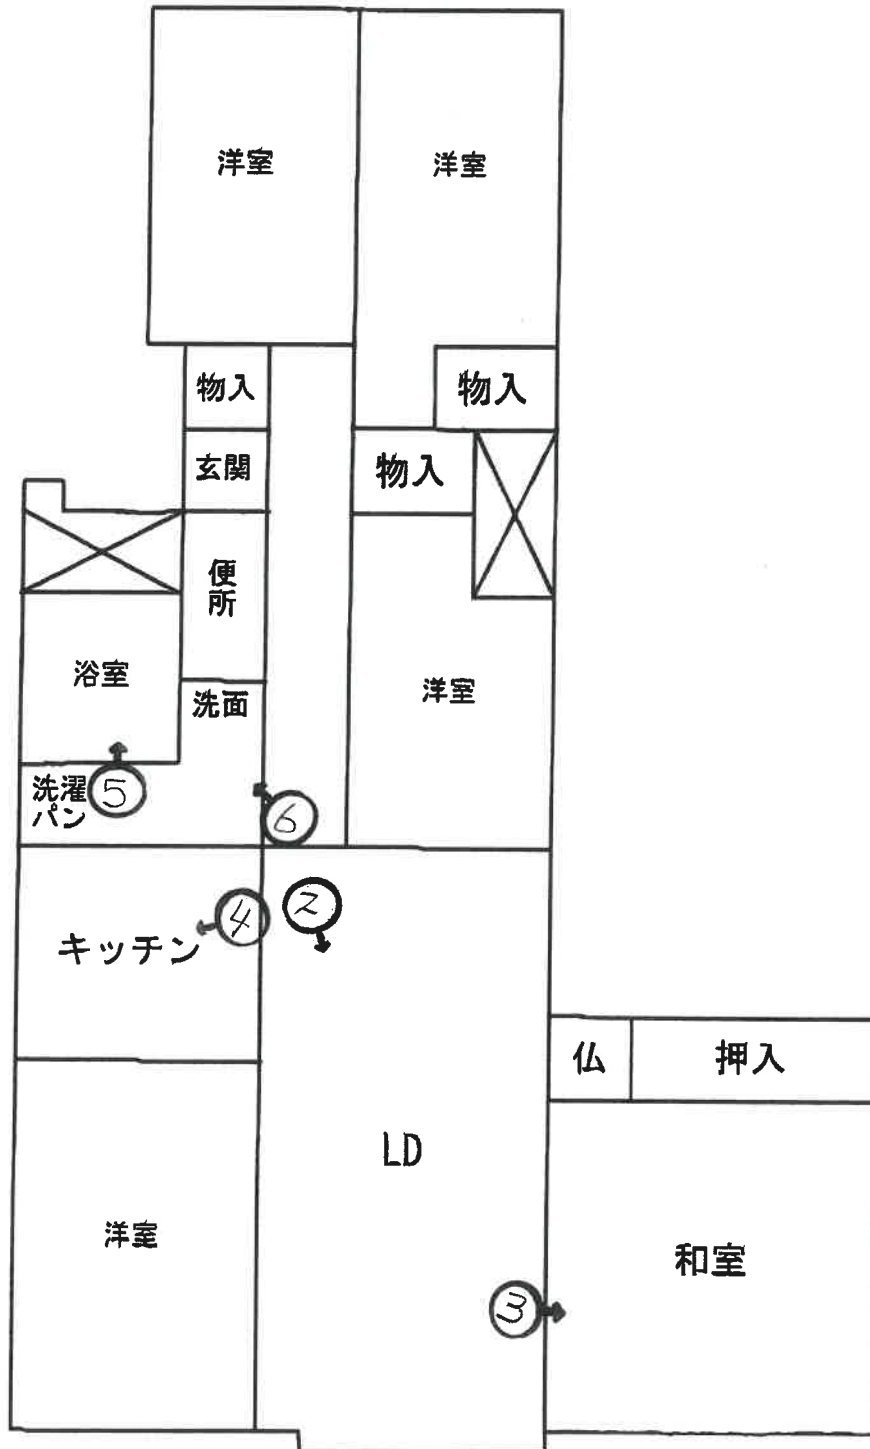 洋室
洋室
物入
物入
玄関
物入
便所
浴室
洗面
洋室
洗濯
パン
⑤
⑥
④
②
キッチン
仏
押入
LD
洋室
和室
③